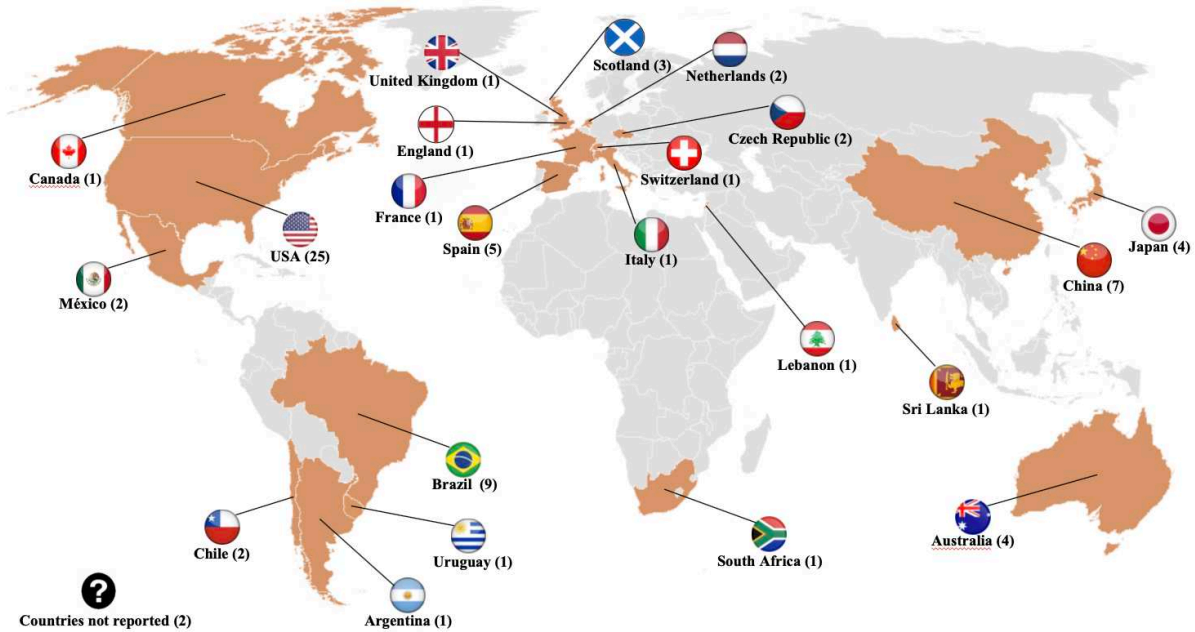 United Kingdom (1)
Scotland (3)
Netherlands (2)
Czech Republic (2)
England (1)
Switzerland (1)
Canada (1)
France (1)
Spain (5)
USA (25)
Italy (1)
Japan (4)
China (7)
México (2)
Lebanon (1)
Sri Lanka (1)
Brazil (9)
Chile (2)
Uruguay (1)
South Africa (1)
Australia (4)
?
Countries not reported (2)
Argentina (1)